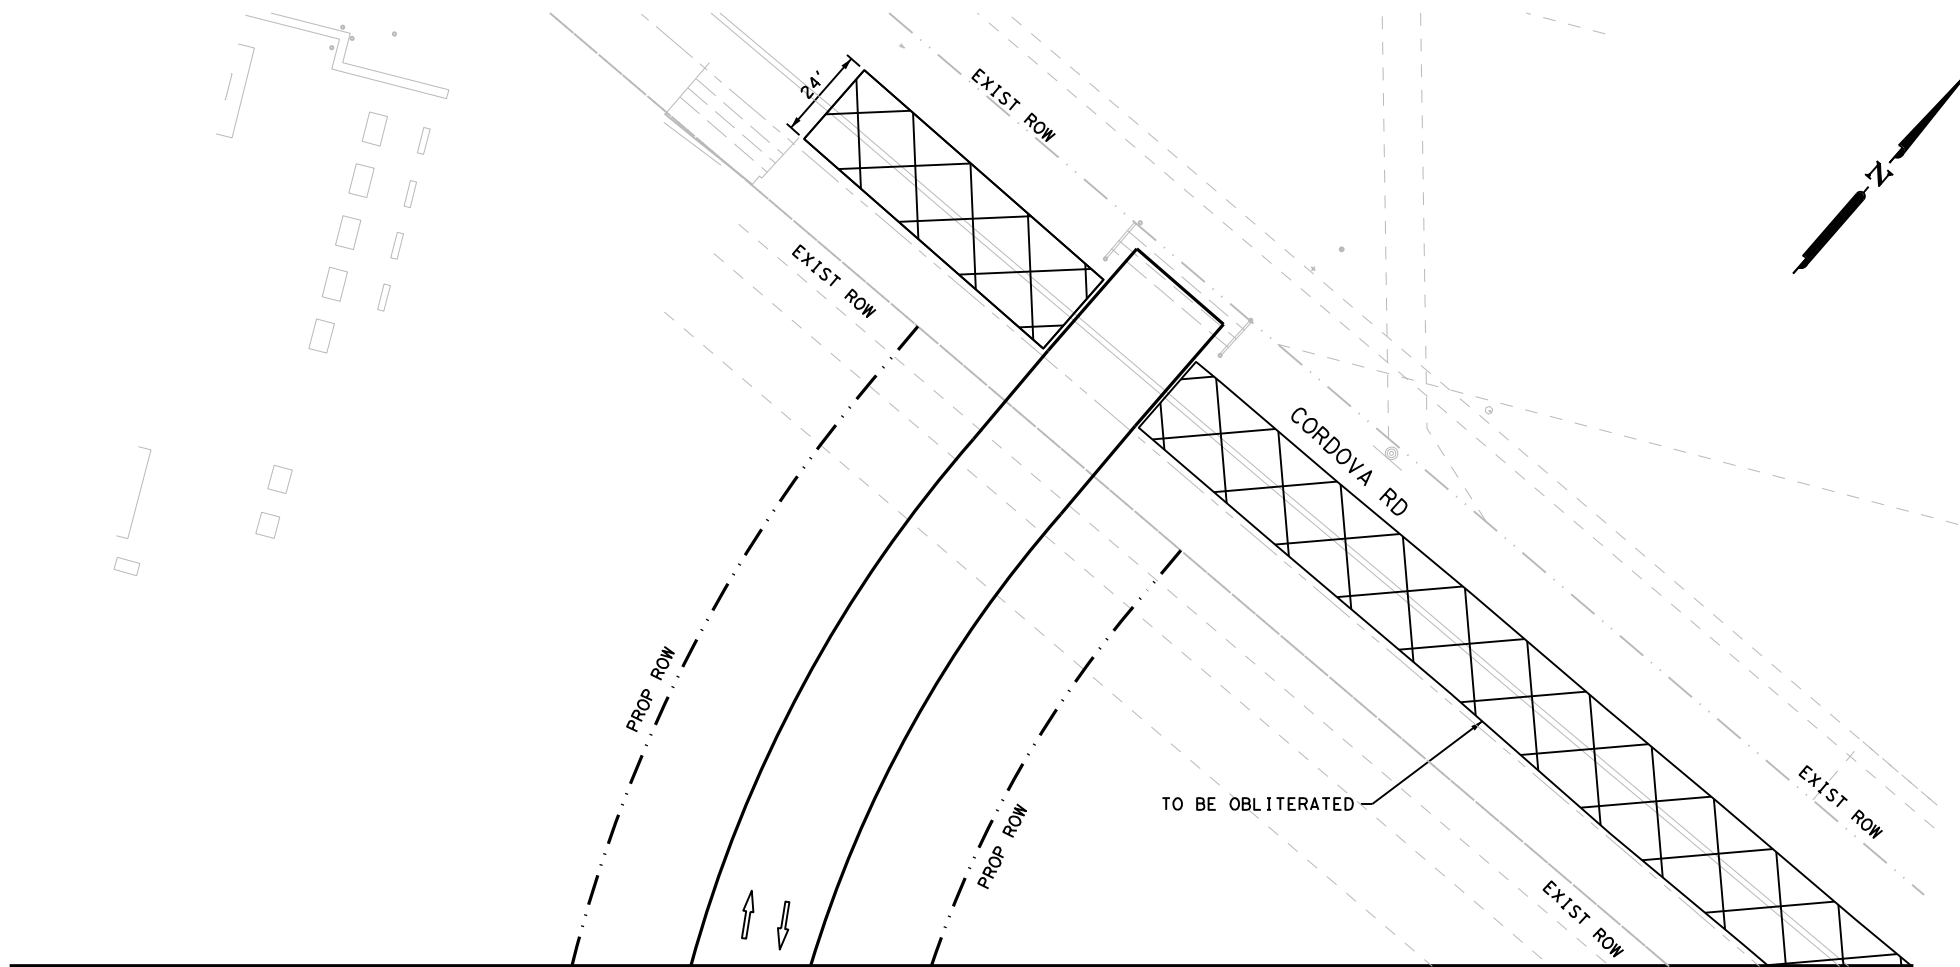 24'
EXIST ROW
N
EXIST ROW
CORDOVA RD
PROP ROW
TO BE OBLITERATED
EXIST ROW
PROP ROW
EXIST ROW